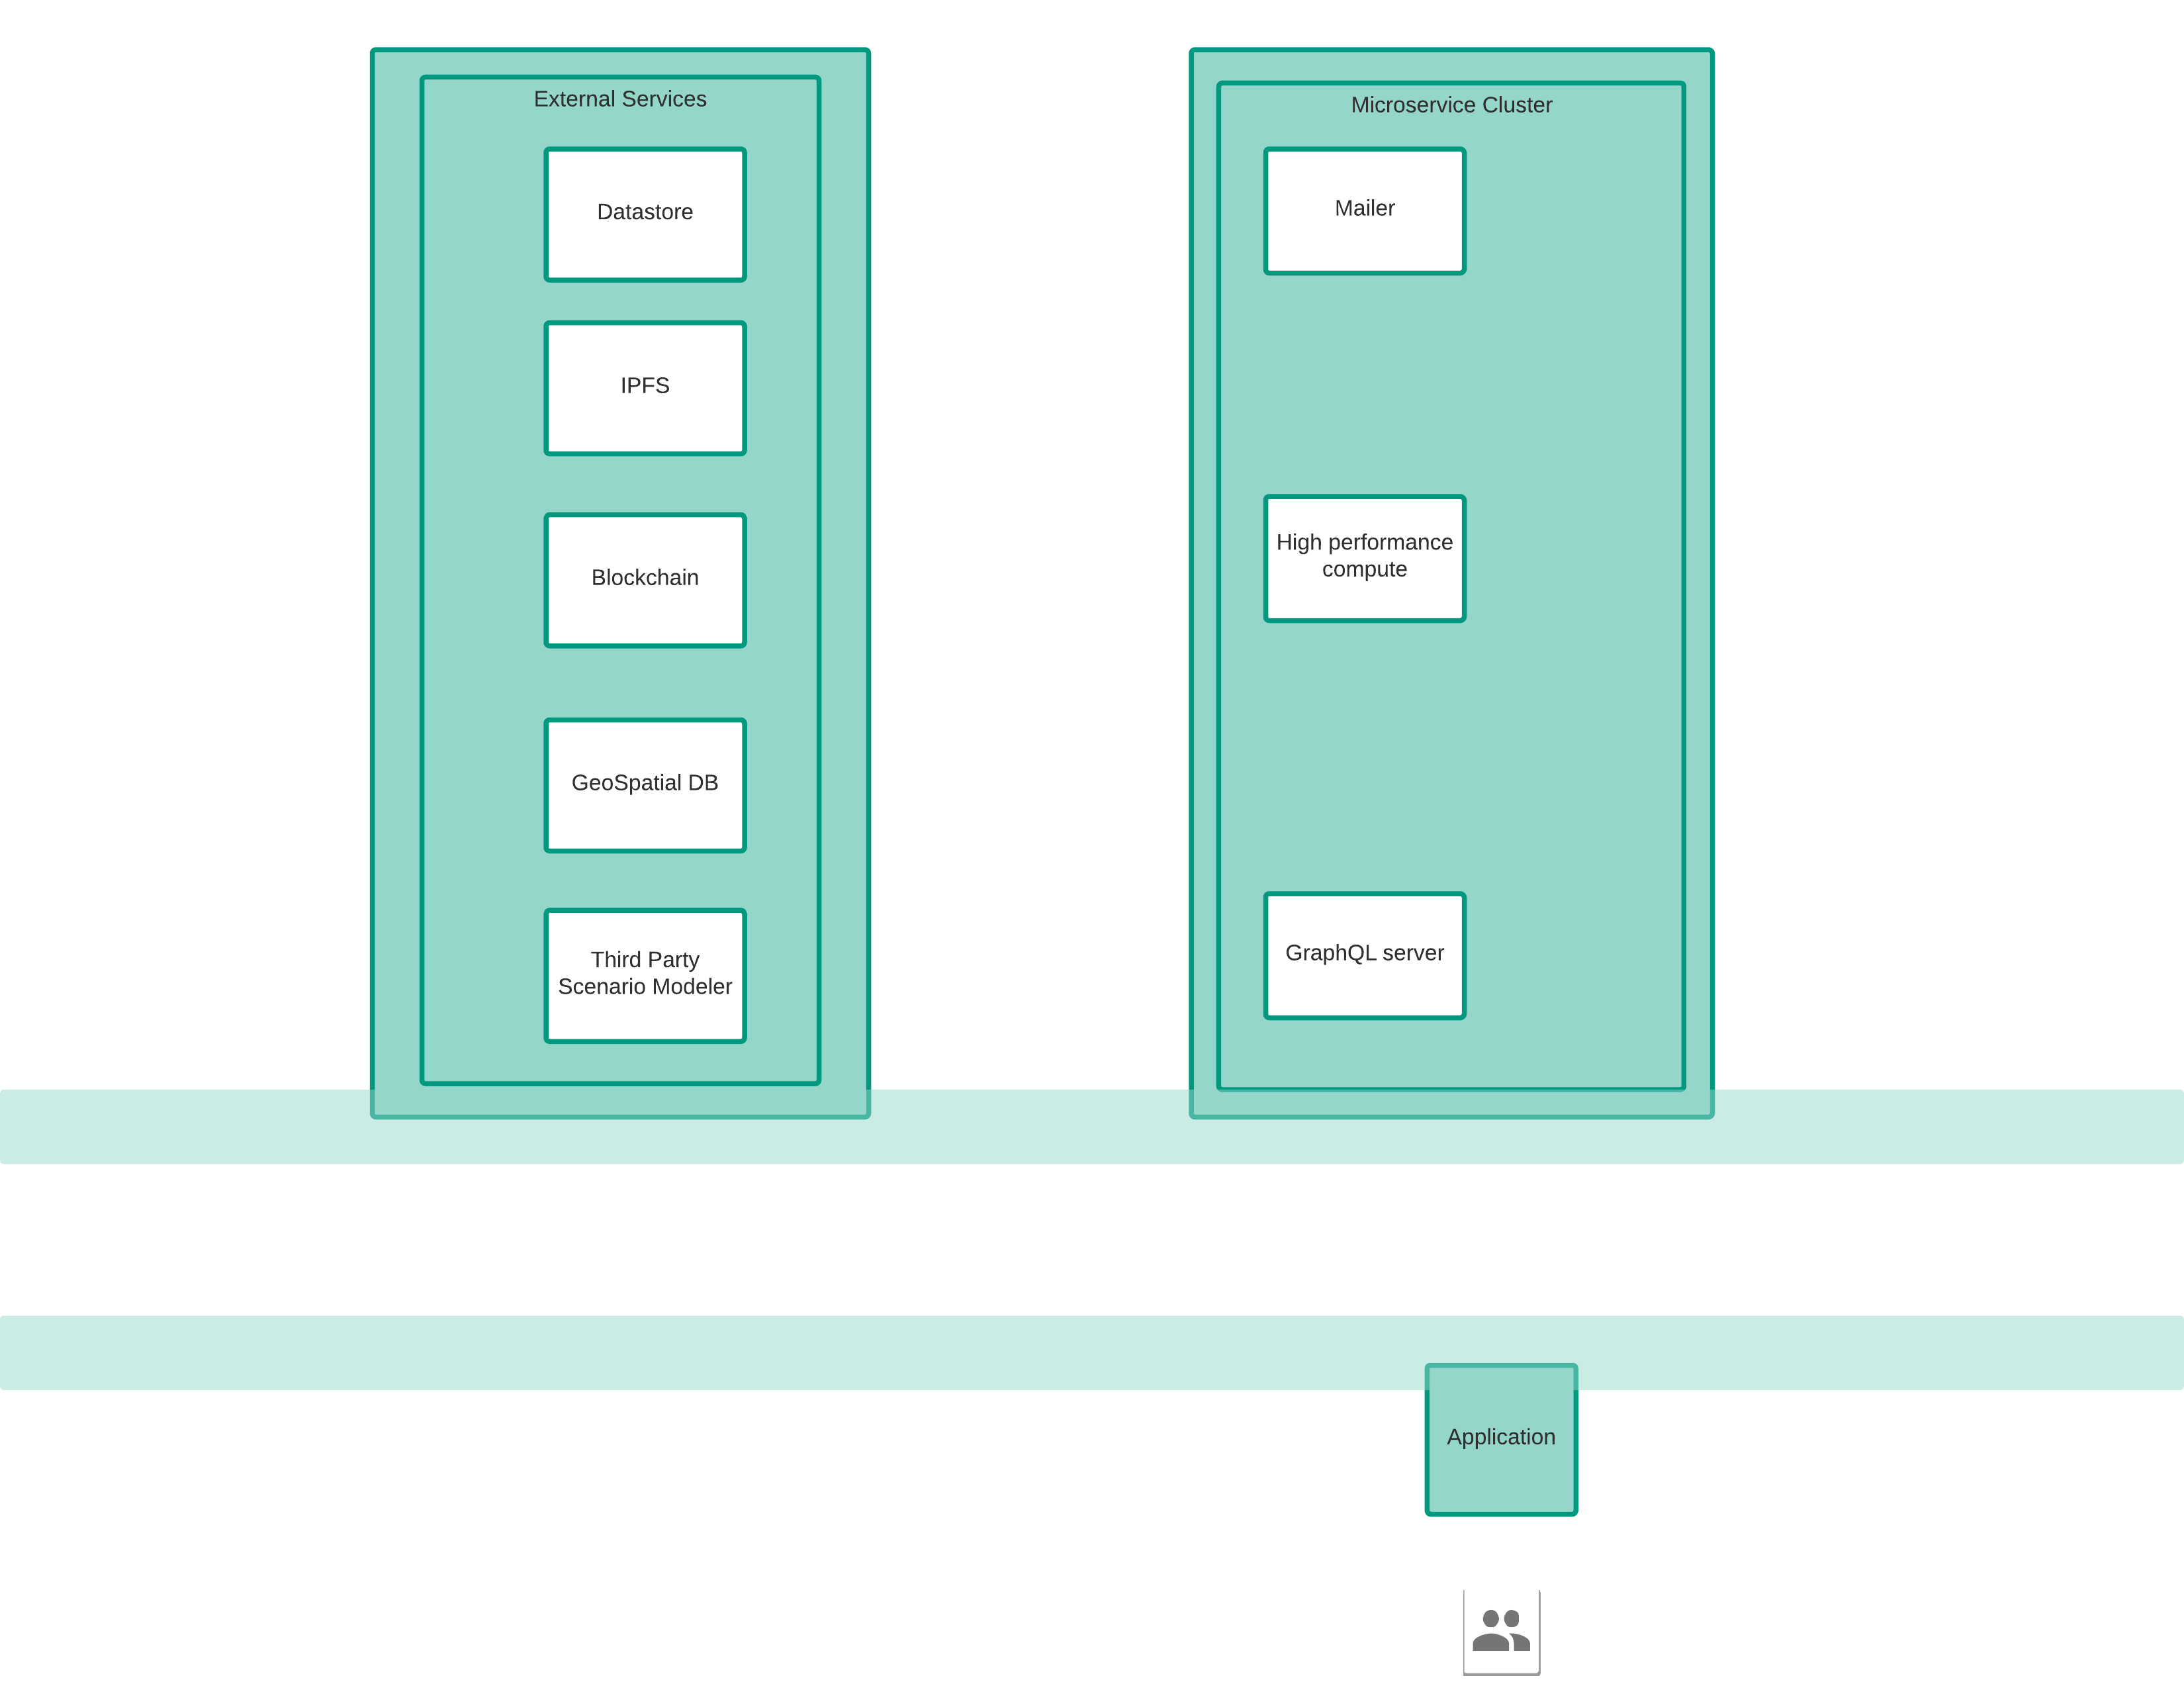 External Services
Datastore
IPFS
Blockchain
GeoSpatial DB
Third Party
Scenario Modeler
Microservice Cluster
Mailer
High performance
compute
GraphQL server
Application